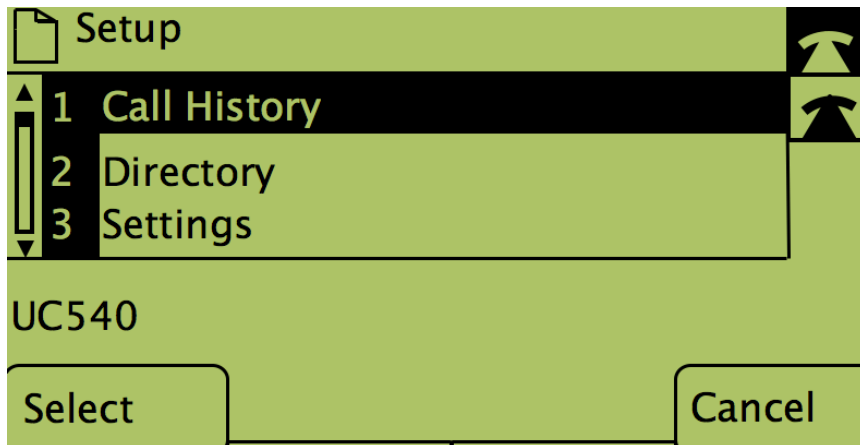 Setup
1 Call History
2 Directory
3 Settings
UC540
Select Cancel